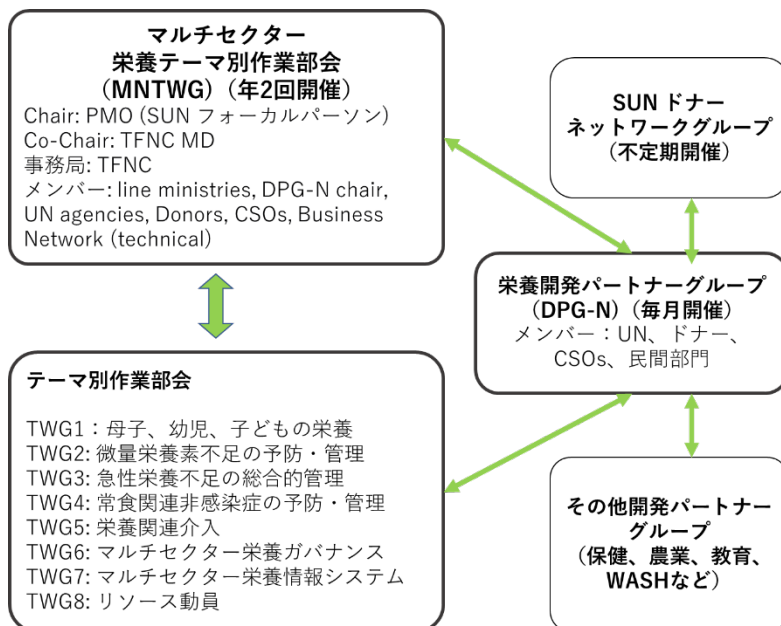 マルチセクター
栄養テーマ別作業部会
（MNTWG)（年2回開催）
Chair: PMO (SUN フォーカルパーソン）
Co-Chair: TFNC MD
事務局: TFNC
メンバー: line ministries, DPG-N chair,
UN agencies, Donors, CSOs, Business
Network (technical)
SUN ドナー
ネットワークグループ
（不定期開催）
栄養開発パートナーグループ
(DPG-N)（毎月開催）
メンバー：UN、ドナー、
CSOs、民間部門
テーマ別作業部会
TWG1：母子、幼児、子どもの栄養
TWG2: 微量栄養素不足の予防・管理
TWG3: 急性栄養不足の総合的管理
TWG4: 常食関連非感染症の予防・管理
TWG5: 栄養関連介入
TWG6: マルチセクター栄養ガバナンス
TWG7: マルチセクター栄養情報システム
TWG8: リソース動員
その他開発パートナー
グループ
（保健、農業、教育、
WASHなど）